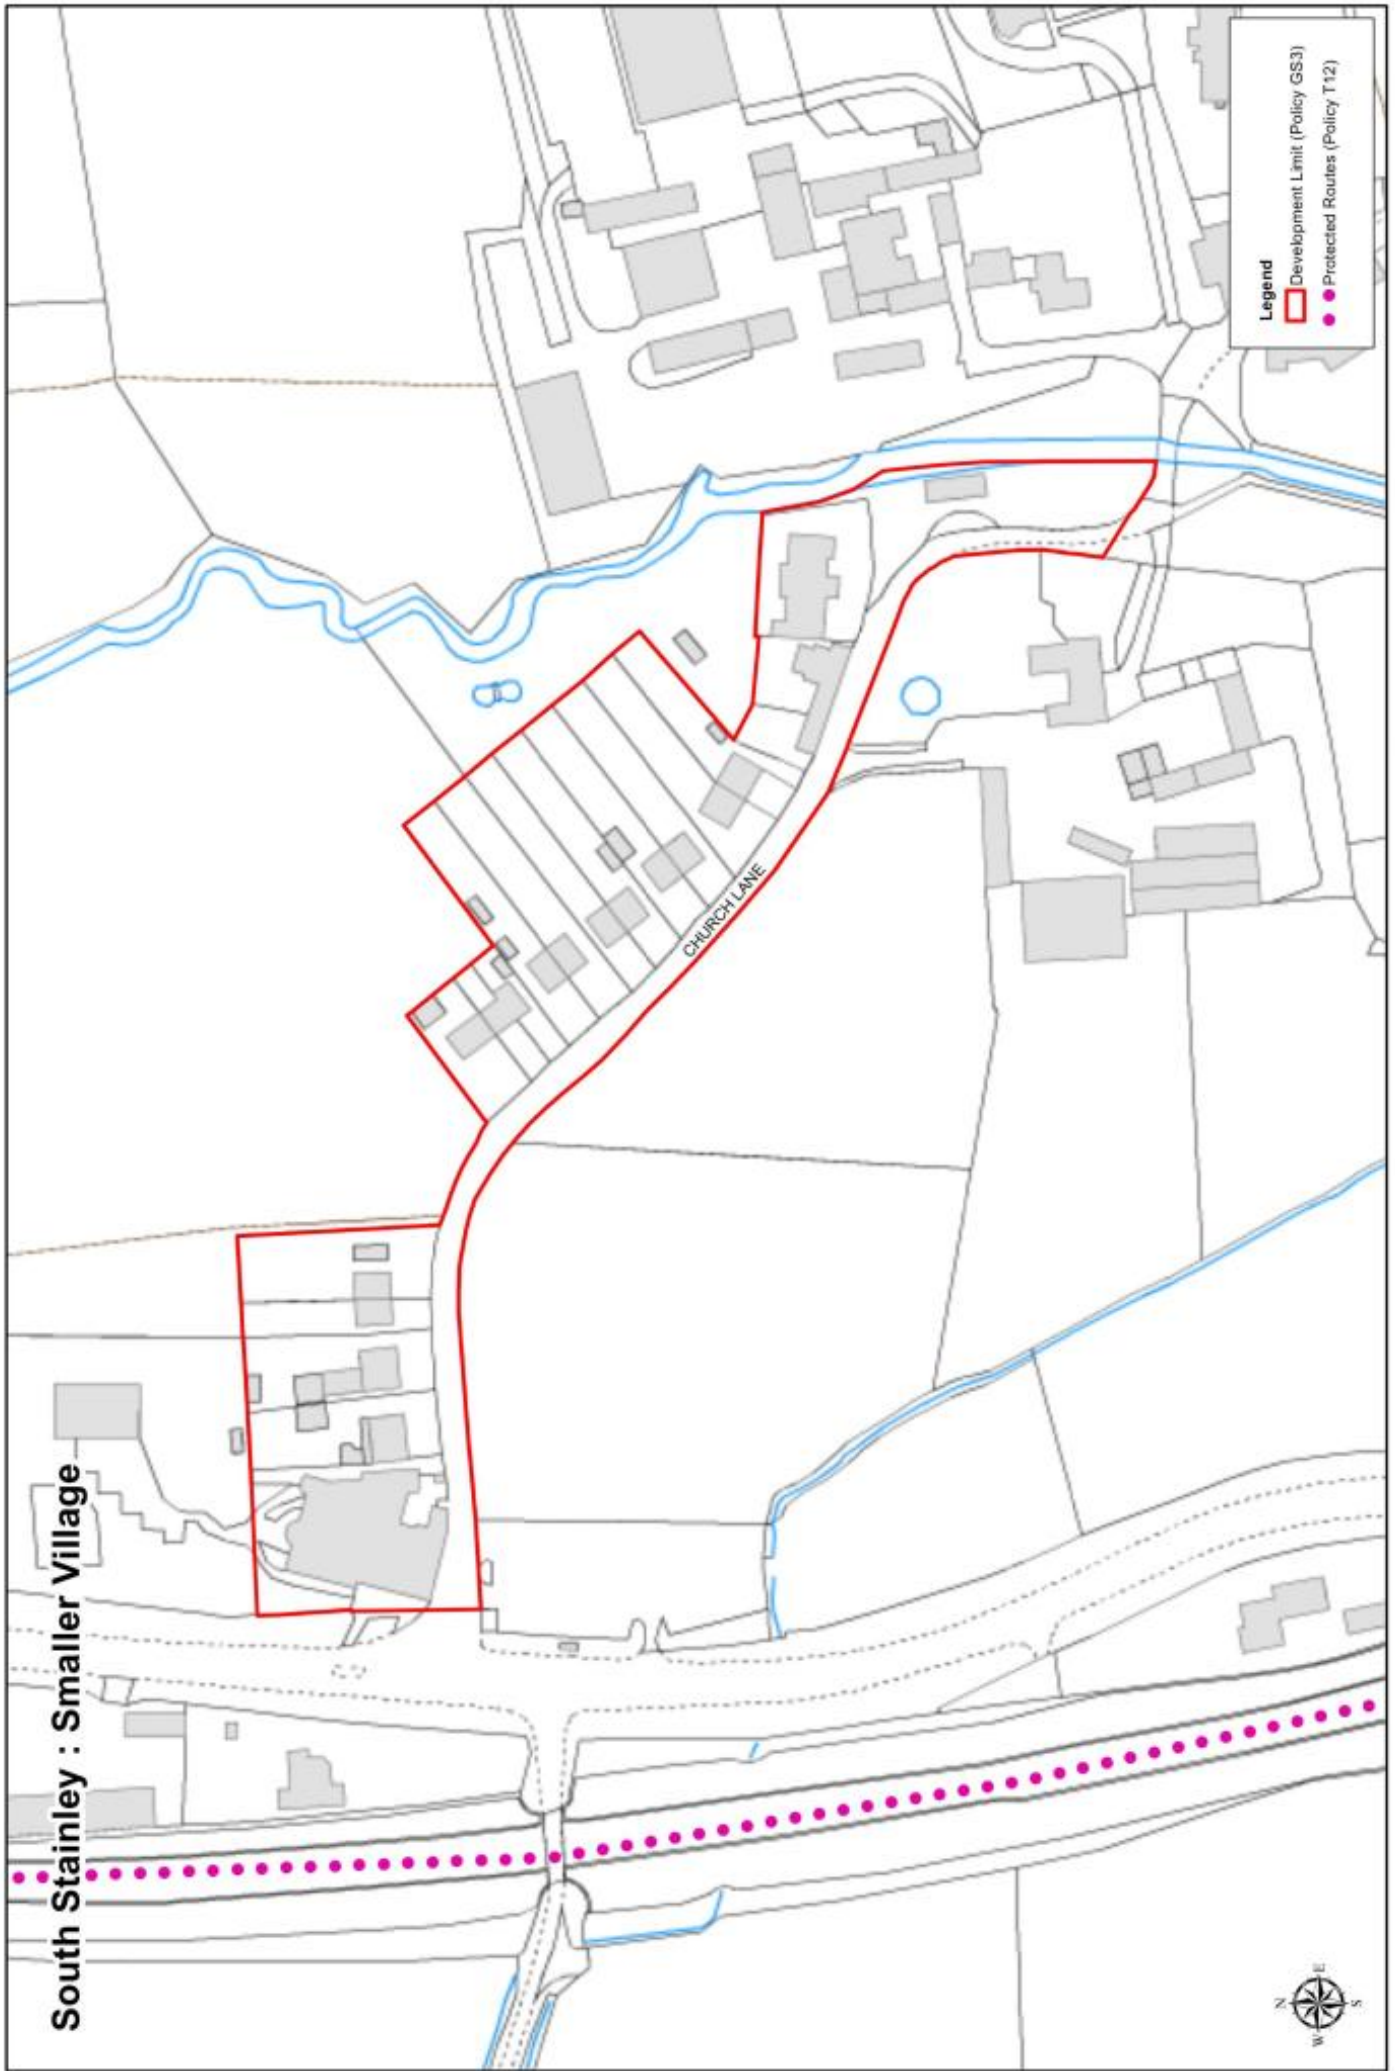 South Stainley : Smaller Village
CHURCH LANE
Legend
Development Limit (Policy GS3)
Protected Routes (Policy T12)
N
W E
S